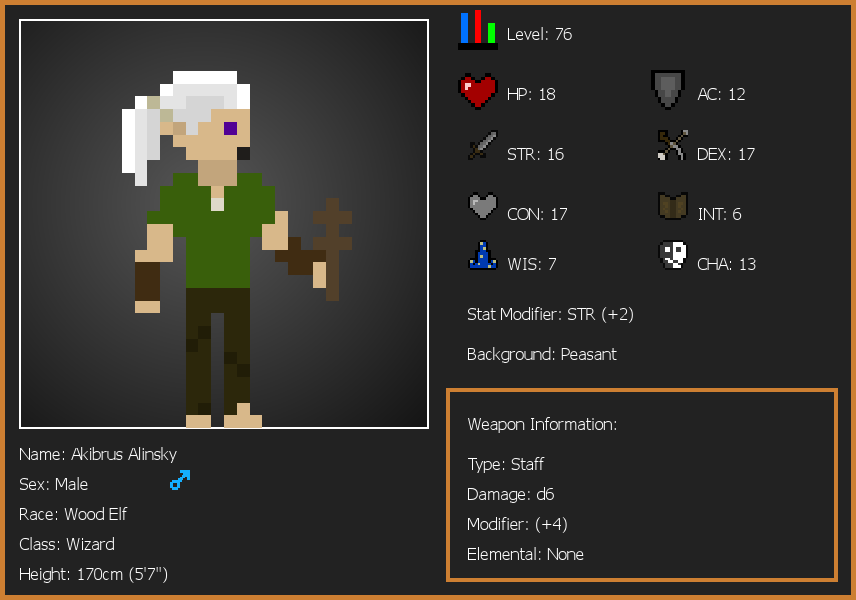 Level: 76
HP: 18
AC: 12
STR: 16
DEX: 17
CON: 17
INT: 6
WIS: 7
CHA: 13
Stat Modifier: STR (+2)
Background: Peasant
Weapon Information:
Type: Staff
Damage: d6
Modifier: (+4)
Elemental: None
Name: Akibrus Alinsky
Sex: Male
Race: Wood Elf
Class: Wizard
Height: 170cm (5'7")